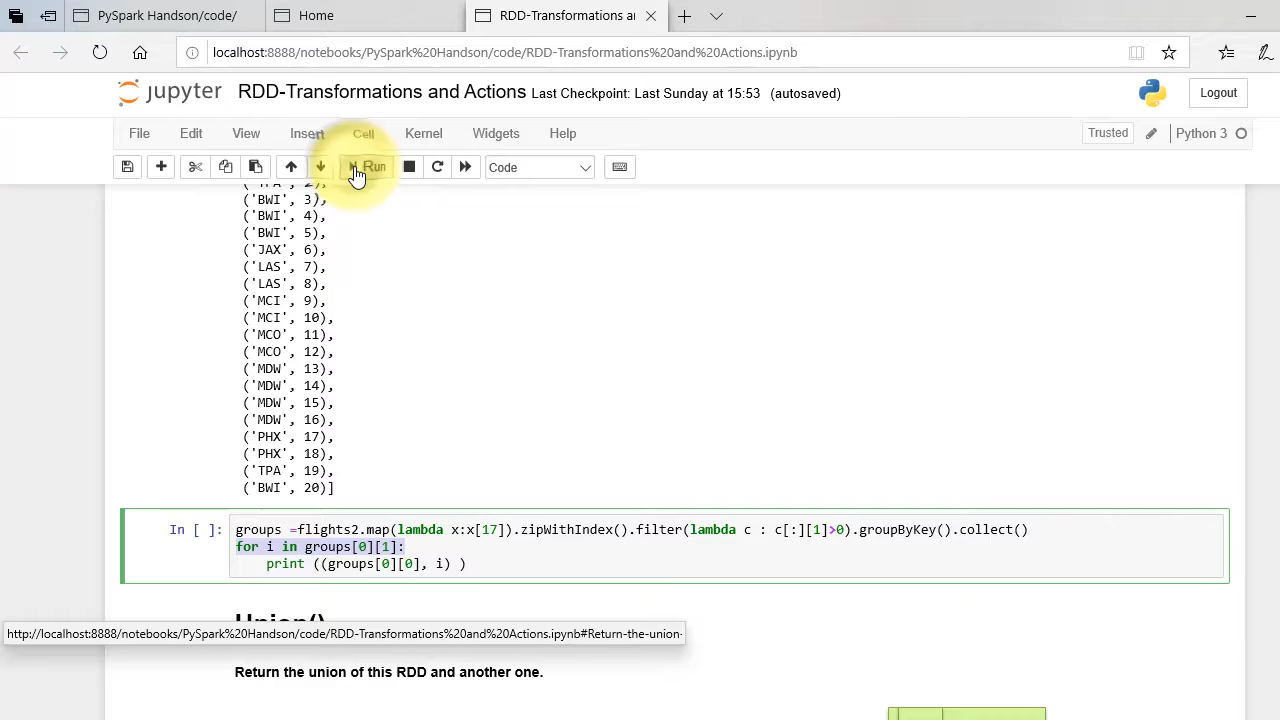 PySpark Handson/code/
Home
RDD-Transformations aı
localhost:8888/notebooks/PySpark%20Handson/code/RDD-Transformations%20and%20Actions.ipynb
jupyter
RDD-Transformations and Actions
Last Checkpoint: Last Sunday at 15:53 (autosaved)
Logout
File
Edit
View
Insert
Cell
Kernel
Widgets
Help
Trusted
Python 3
Run
Code
('TPA', 2),
('BWI', 3),
('BWI', 4),
('BWI', 5),
('JAX', 6),
('LAS', 7),
('LAS', 8),
('MCI', 9),
('MCI', 10),
('MCO', 11),
('MCO', 12),
('MDW', 13),
('MDW', 14),
('MDW', 15),
('MDW', 16),
('PHX', 17),
('PHX', 18),
('TPA', 19),
('BWI', 20)]
In [ ]:
groups =flights2.map(lambda x:x[17]).zipWithIndex().filter(lambda c : c[:][1]>0).groupByKey().collect()
for i in groups[0][1]:
    print ((groups[0][0], i) )
Union()
http://localhost:8888/notebooks/PySpark%20Handson/code/RDD-Transformations%20and%20Actions.ipynb#Return-the-union-
Return the union of this RDD and another one.